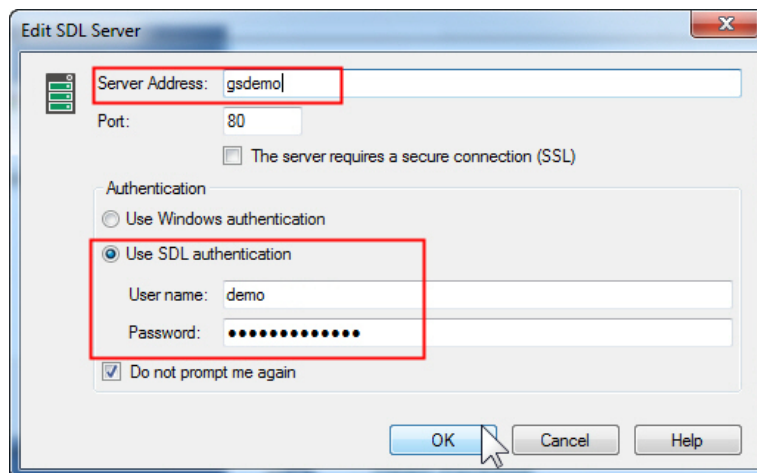 Edit SDL Server
Server Address: gsdemo
Port: 80
The server requires a secure connection (SSL)
Authentication
Use Windows authentication
Use SDL authentication
User name: demo
Password: •••••••••••••
Do not prompt me again
OK Cancel Help